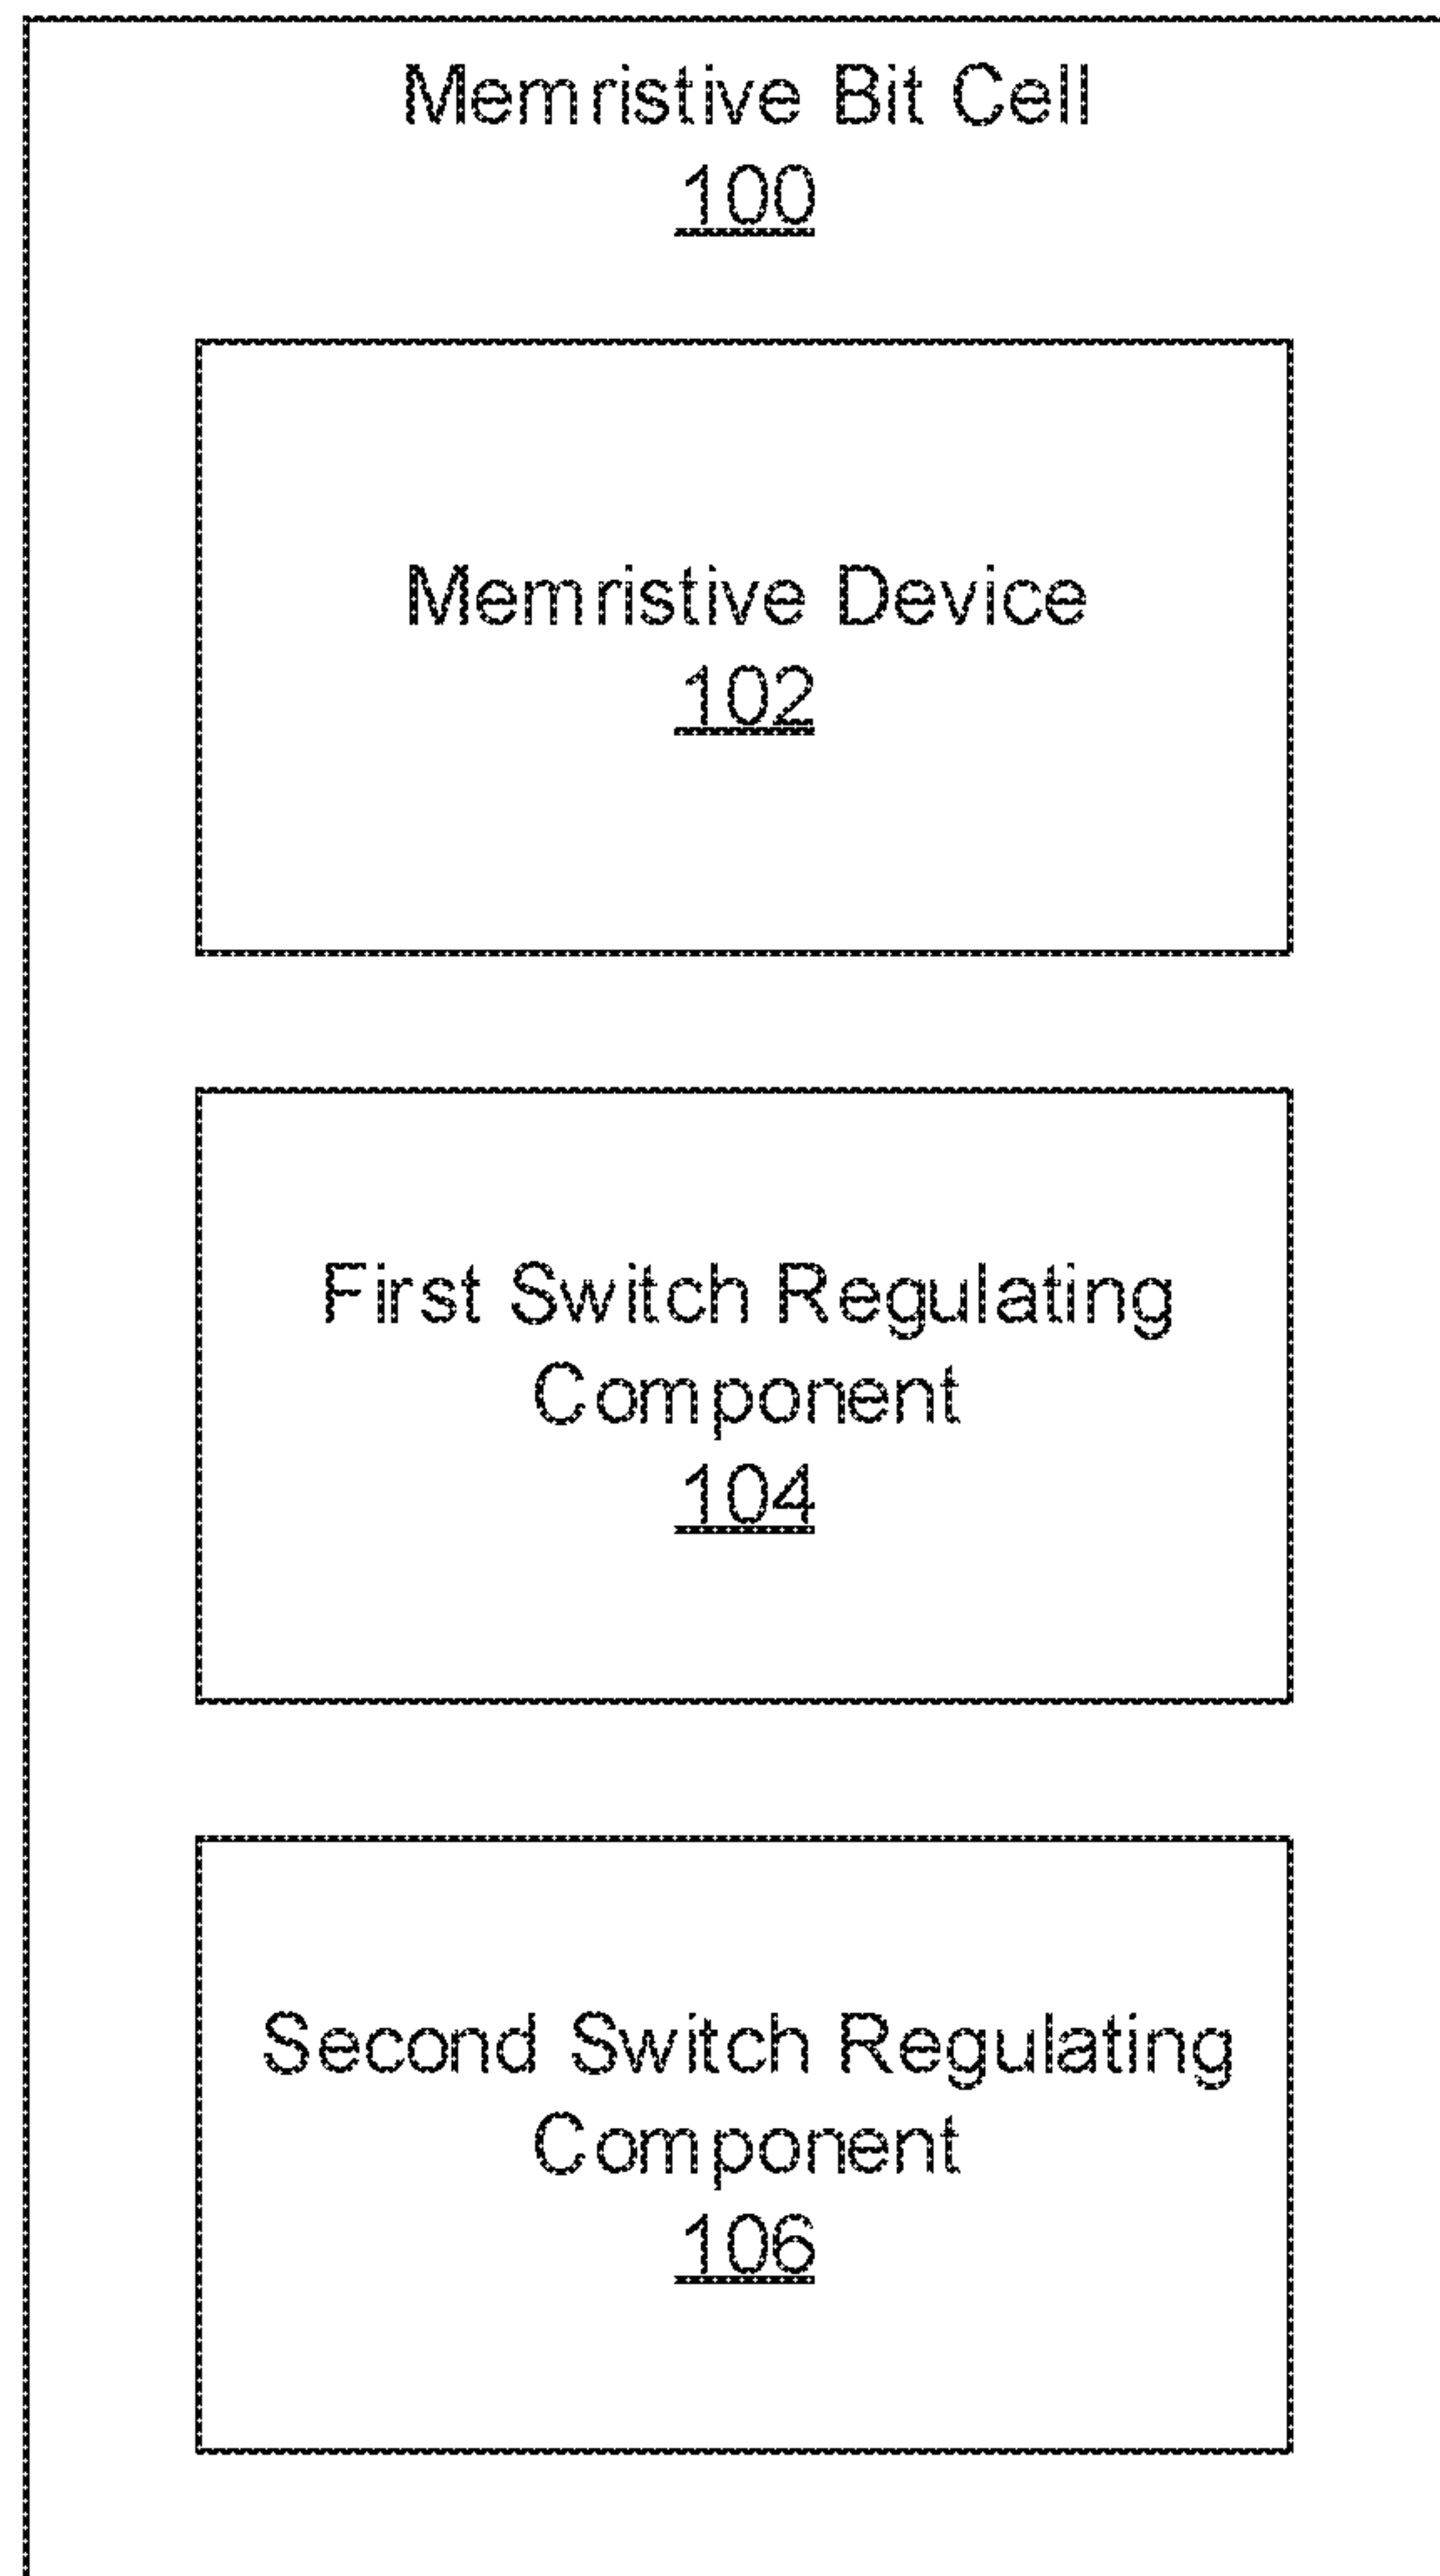 Memristive Bit Cell
100
Memristive Device
102
First Switch Regulating
Component
104
Second Switch Regulating
Component
106